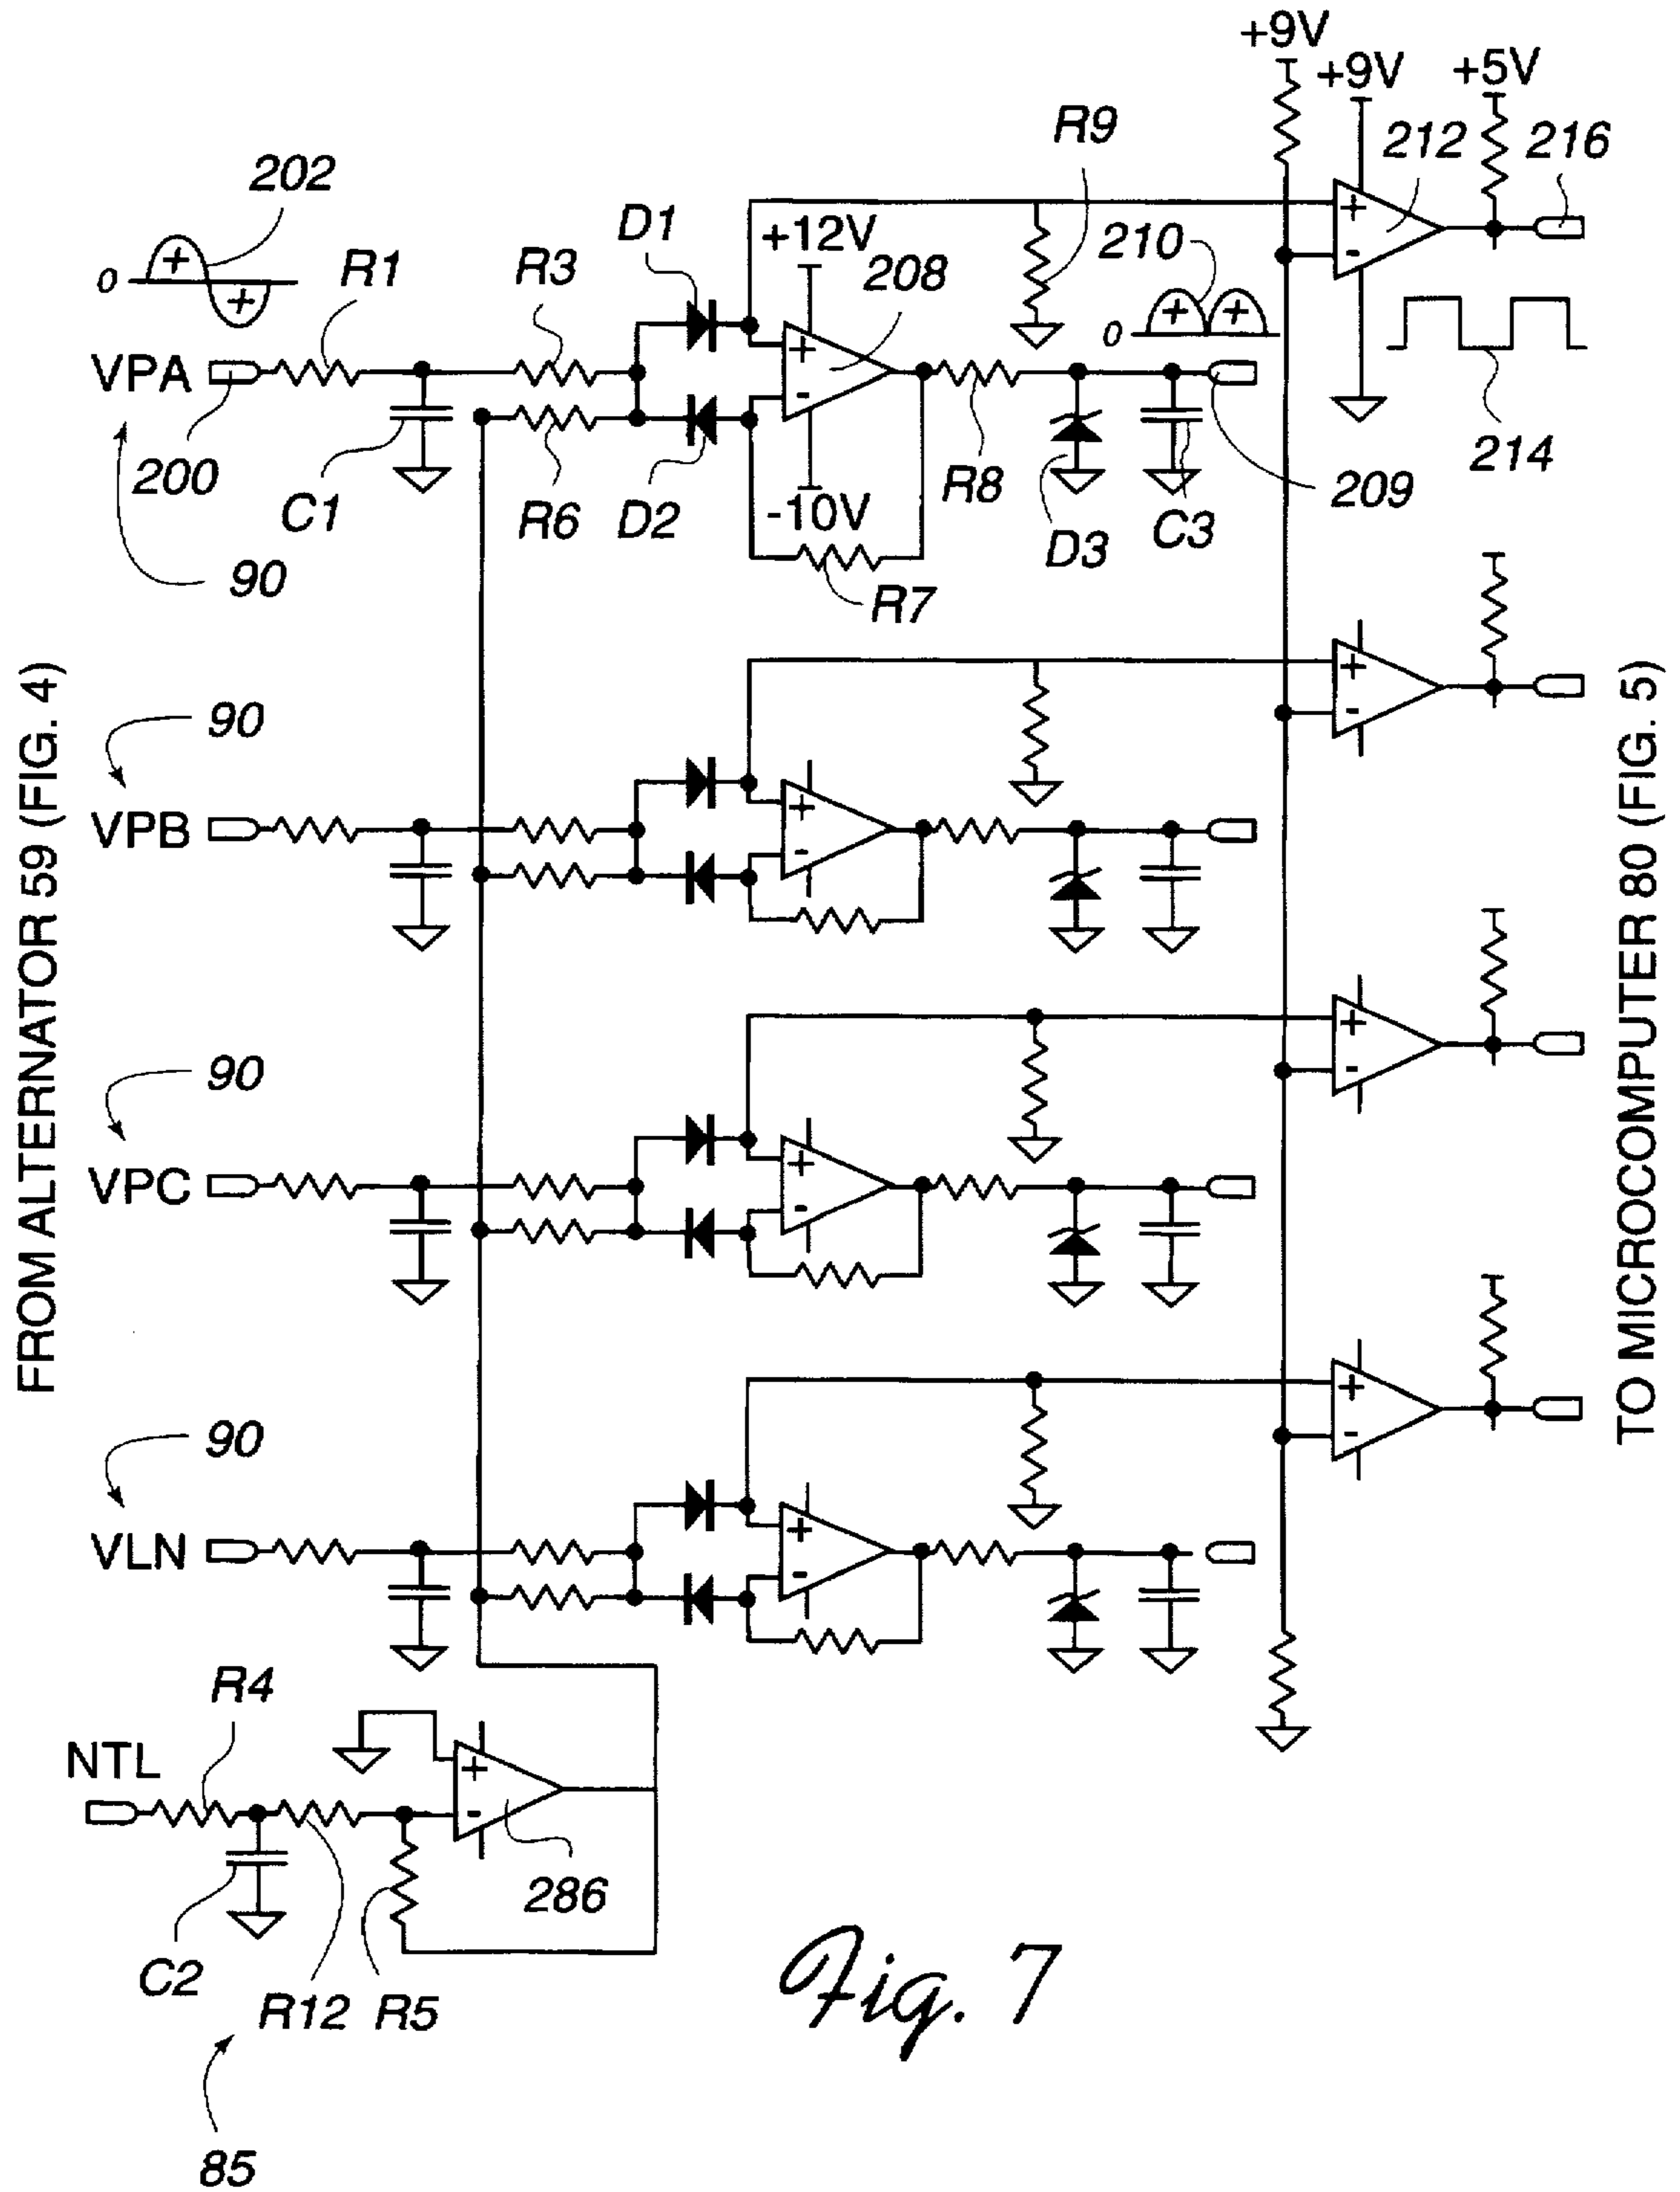 +9V
+9V
+5V
R9
212
216
202
D1
+12V
210
0
+
+
R1
R3
208
+
-
+
+
0
+
-
VPA
200
C1
R6
D2
-10V
R8
D3
C3
209
214
90
R7
FROM ALTERNATOR 59 (FIG. 4)
TO MICROCOMPUTER 80 (FIG. 5)
90
VPB
+
-
+
-
90
VPC
+
-
+
-
90
VLN
+
-
+
-
R4
NTL
+
-
286
C2
R12
R5
85
Fig. 7